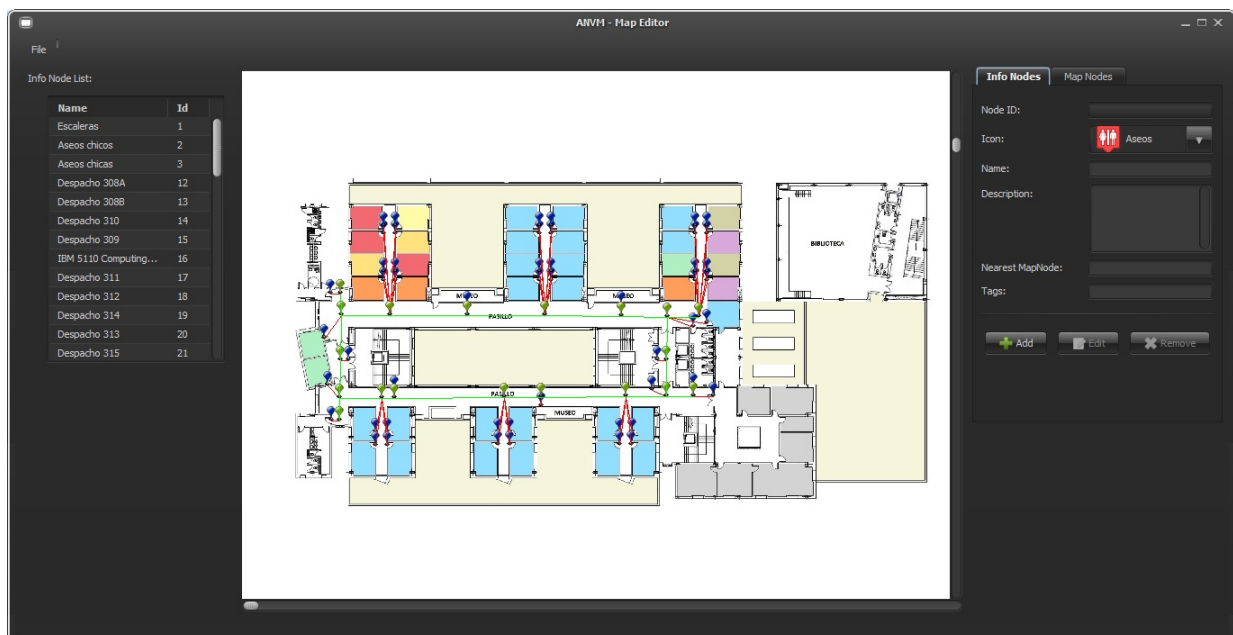 ANVM - Map Editor
File
Info Node List:
Name Id
Escaleras 1
Aseos chicos 2
Aseos chicas 3
Despacho 308A 12
Despacho 308B 13
Despacho 310 14
Despacho 309 15
IBM 5110 Computing... 16
Despacho 311 17
Despacho 312 18
Despacho 314 19
Despacho 313 20
Despacho 315 21
BIBLIOTECA
MUSEO
MUSEO
PASILLO
PASILLO
MUSEO
Info Nodes Map Nodes
Node ID:
Icon: Aseos
Name:
Description:
Nearest MapNode:
Tags:
Add Edit Remove